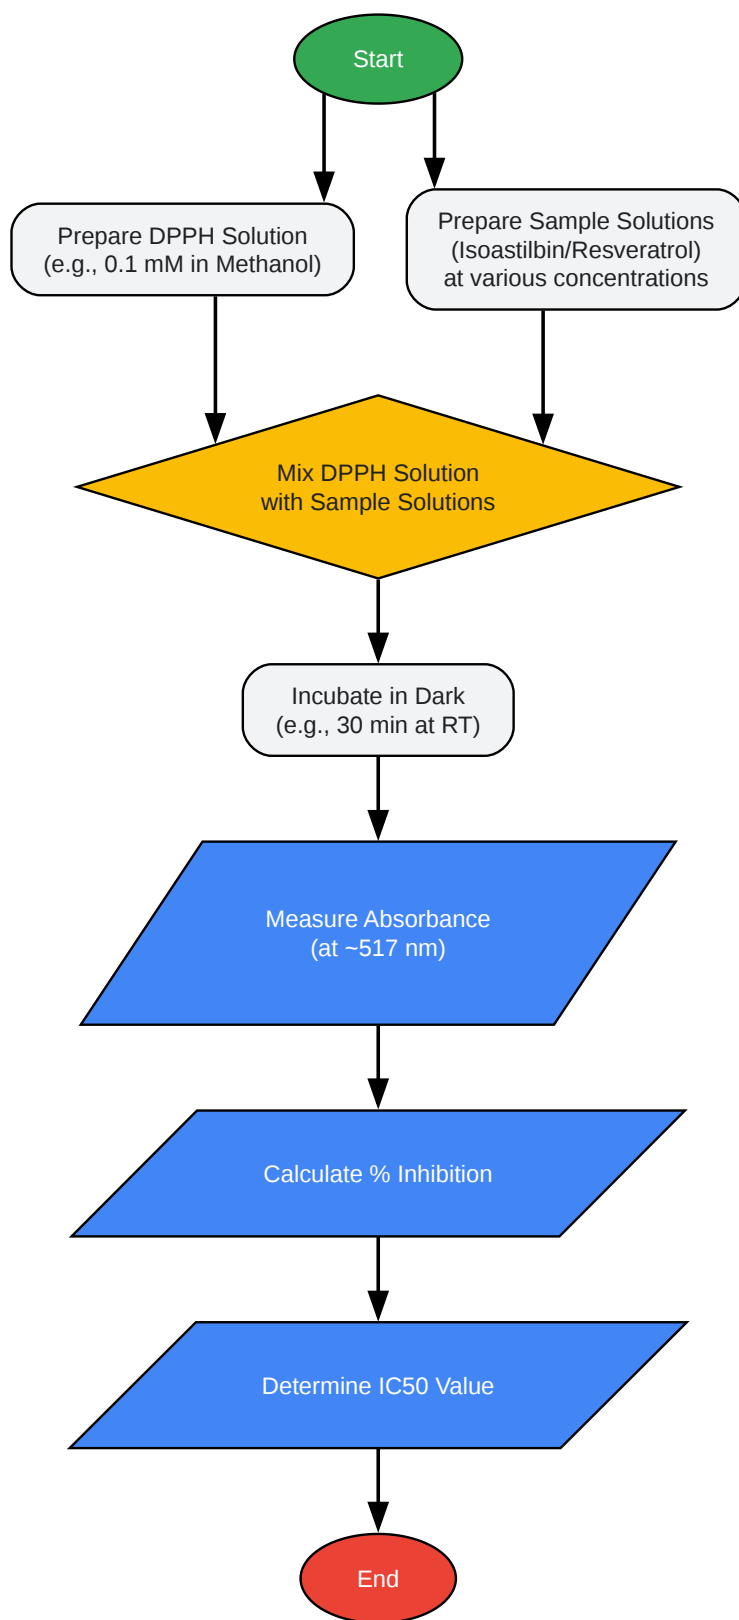 Start
Prepare DPPH Solution
(e.g., 0.1 mM in Methanol)
Prepare Sample Solutions
(Isoastilbin/Resveratrol)
at various concentrations
Mix DPPH Solution
with Sample Solutions
Incubate in Dark
(e.g., 30 min at RT)
Measure Absorbance
(at ~517 nm)
Calculate % Inhibition
Determine IC50 Value
End